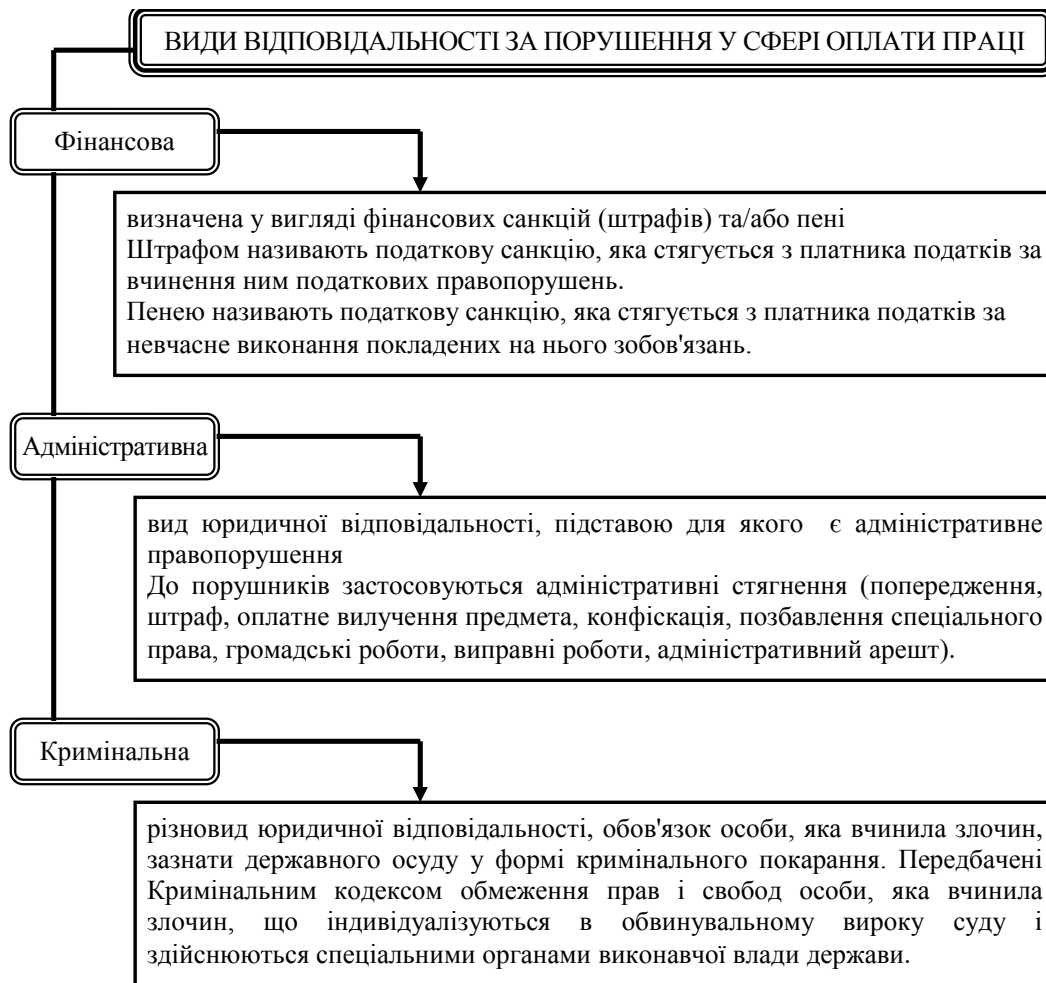 ВИДИ ВІДПОВІДАЛЬНОСТІ ЗА ПОРУШЕННЯ У СФЕРІ ОПЛАТИ ПРАЦІ
Фінансова
визначена у вигляді фінансових санкцій (штрафів) та/або пені
Штрафом називають податкову санкцію, яка стягується з платника податків за
вчинення ним податкових правопорушень.
Пенею називають податкову санкцію, яка стягується з платника податків за
невчасне виконання покладених на нього зобов'язань.
Адміністративна
вид юридичної відповідальності, підставою для якого є адміністративне
правопорушення
До порушників застосовуються адміністративні стягнення (попередження,
штраф, оплатне вилучення предмета, конфіскація, позбавлення спеціального
права, громадські роботи, виправні роботи, адміністративний арешт).
Кримінальна
різновид юридичної відповідальності, обов'язок особи, яка вчинила злочин,
зазнати державного осуду у формі кримінального покарання. Передбачені
Кримінальним кодексом обмеження прав і свобод особи, яка вчинила
злочин, що індивідуалізуються в обвинувальному вироку суду і
здійснюються спеціальними органами виконавчої влади держави.